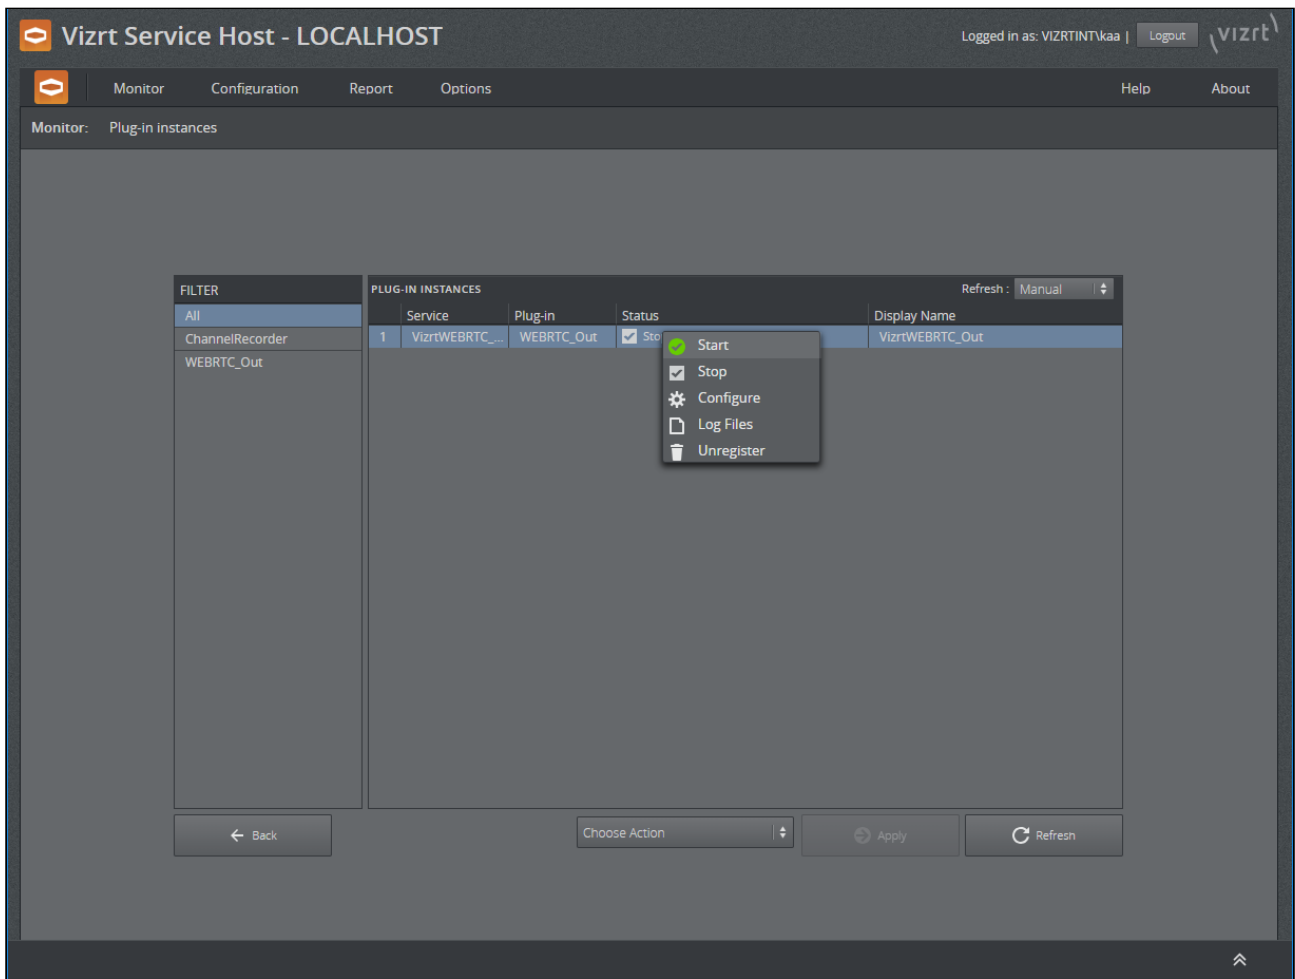 Vizrt Service Host - LOCALHOST
Logged in as: VIZRTINT\kaa | Logout
vizrt
Monitor Configuration Report Options Help About
Monitor: Plug-in instances
FILTER
All
ChannelRecorder
WEBRTC_Out
PLUG-IN INSTANCES Refresh : Manual
Service Plug-in Status Display Name
1 VizrtWEBRTC_... WEBRTC_Out Sto VizrtWEBRTC_Out
Start
Stop
Configure
Log Files
Unregister
Back Choose Action Apply Refresh